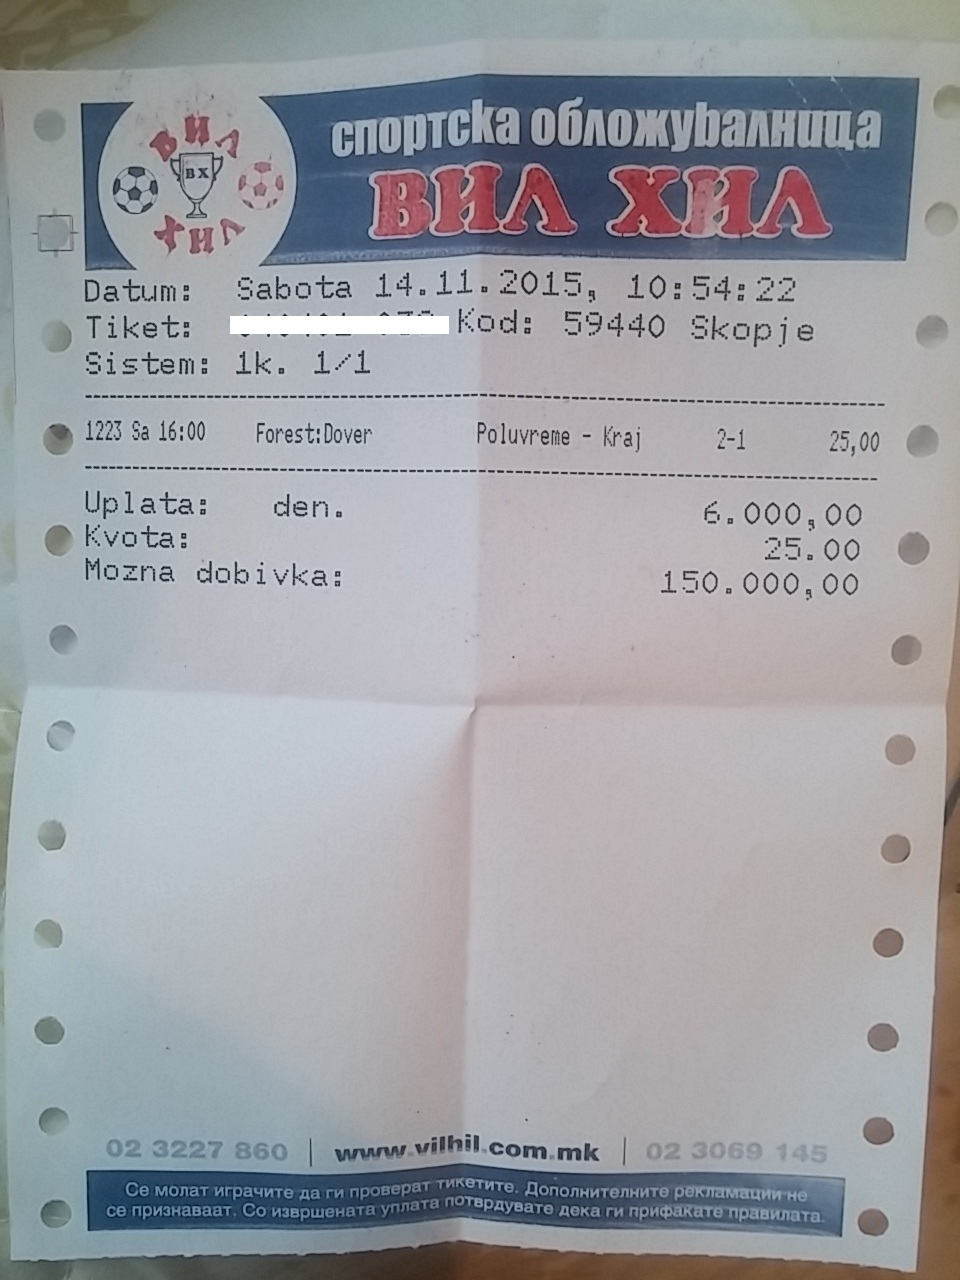 ВИЛ
ВХ
ХИЛ
спортска обложувалница
ВИЛ ХИЛ
Datum: Sabota 14.11.2015, 10:54:22
Tiket: Kod: 59440 Skopje
Sistem: 1k. 1/1
1223 Sa 16:00 Forest:Dover Poluvreme - Kraj 2-1 25,00
Uplata: den. 6.000,00
Kvota: 25.00
Mozna dobivka: 150.000,00
02 3227 860 | www.vilhil.com.mk | 02 3069 145
Се молат играчите да ги проверат тикетите. Дополнителните рекламации не
се признаваат. Со извршената уплата потврдувате дека ги прифакате правилата.